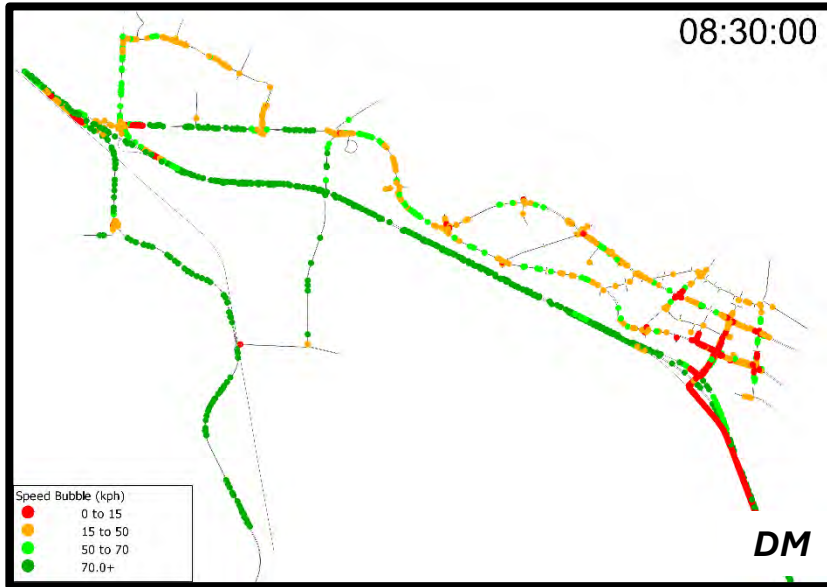 08:30:00
Speed Bubble (kph)
0 to 15
15 to 50
50 to 70
70.0+
DM